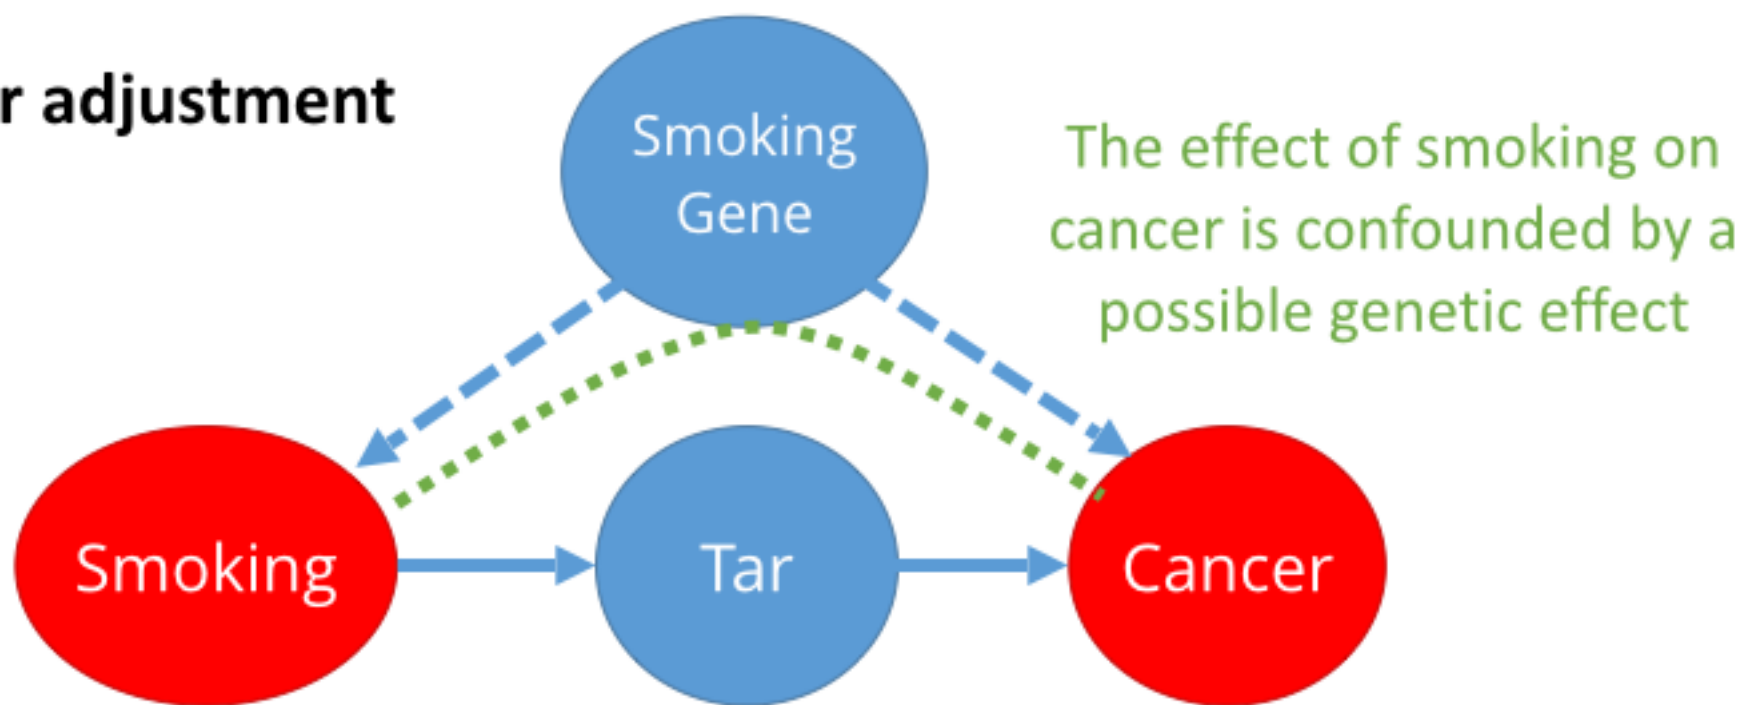 r adjustment
Smoking
Gene
The effect of smoking on
cancer is confounded by a
possible genetic effect
Smoking
Tar
Cancer